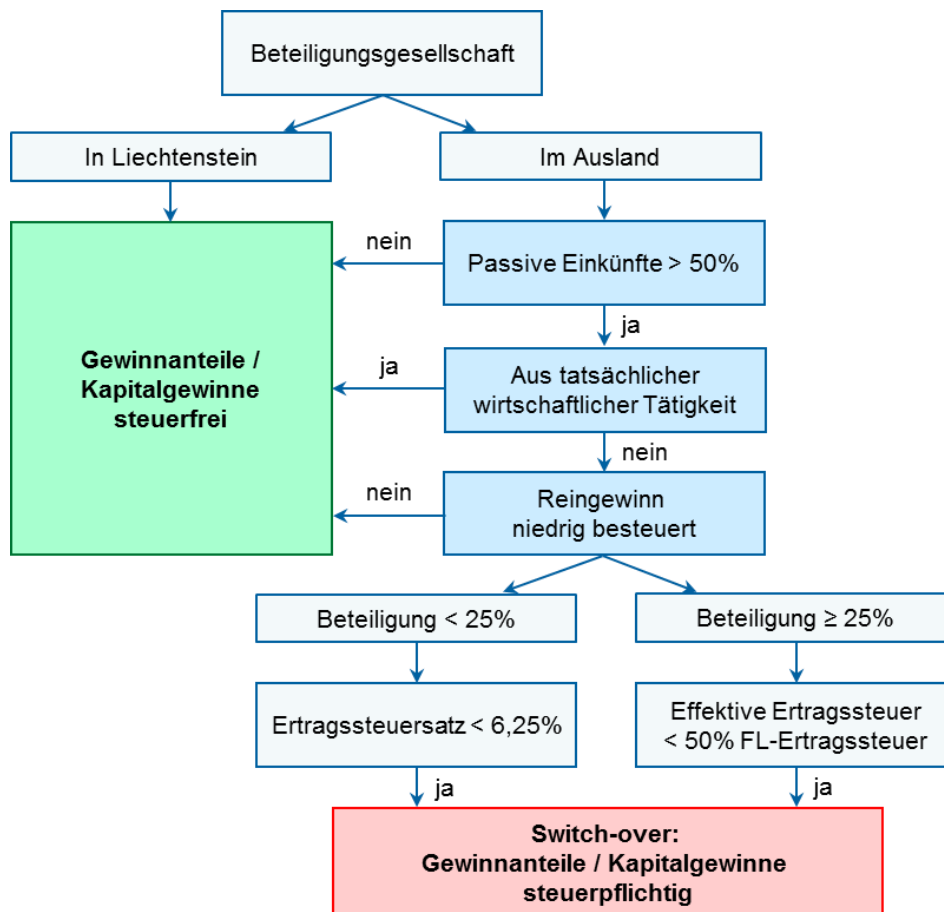 Beteiligungsgesellschaft
In Liechtenstein
Im Ausland
nein
Passive Einkünfte > 50%
ja
Gewinnanteile /
Kapitalgewinne
steuerfrei
ja
Aus tatsächlicher
wirtschaftlicher Tätigkeit
nein
nein
Reingewinn
niedrig besteuert
Beteiligung < 25%
Beteiligung ≥ 25%
Ertragssteuersatz < 6,25%
Effektive Ertragssteuer
< 50% FL-Ertragssteuer
ja
ja
Switch-over:
Gewinnanteile / Kapitalgewinne
steuerpflichtig